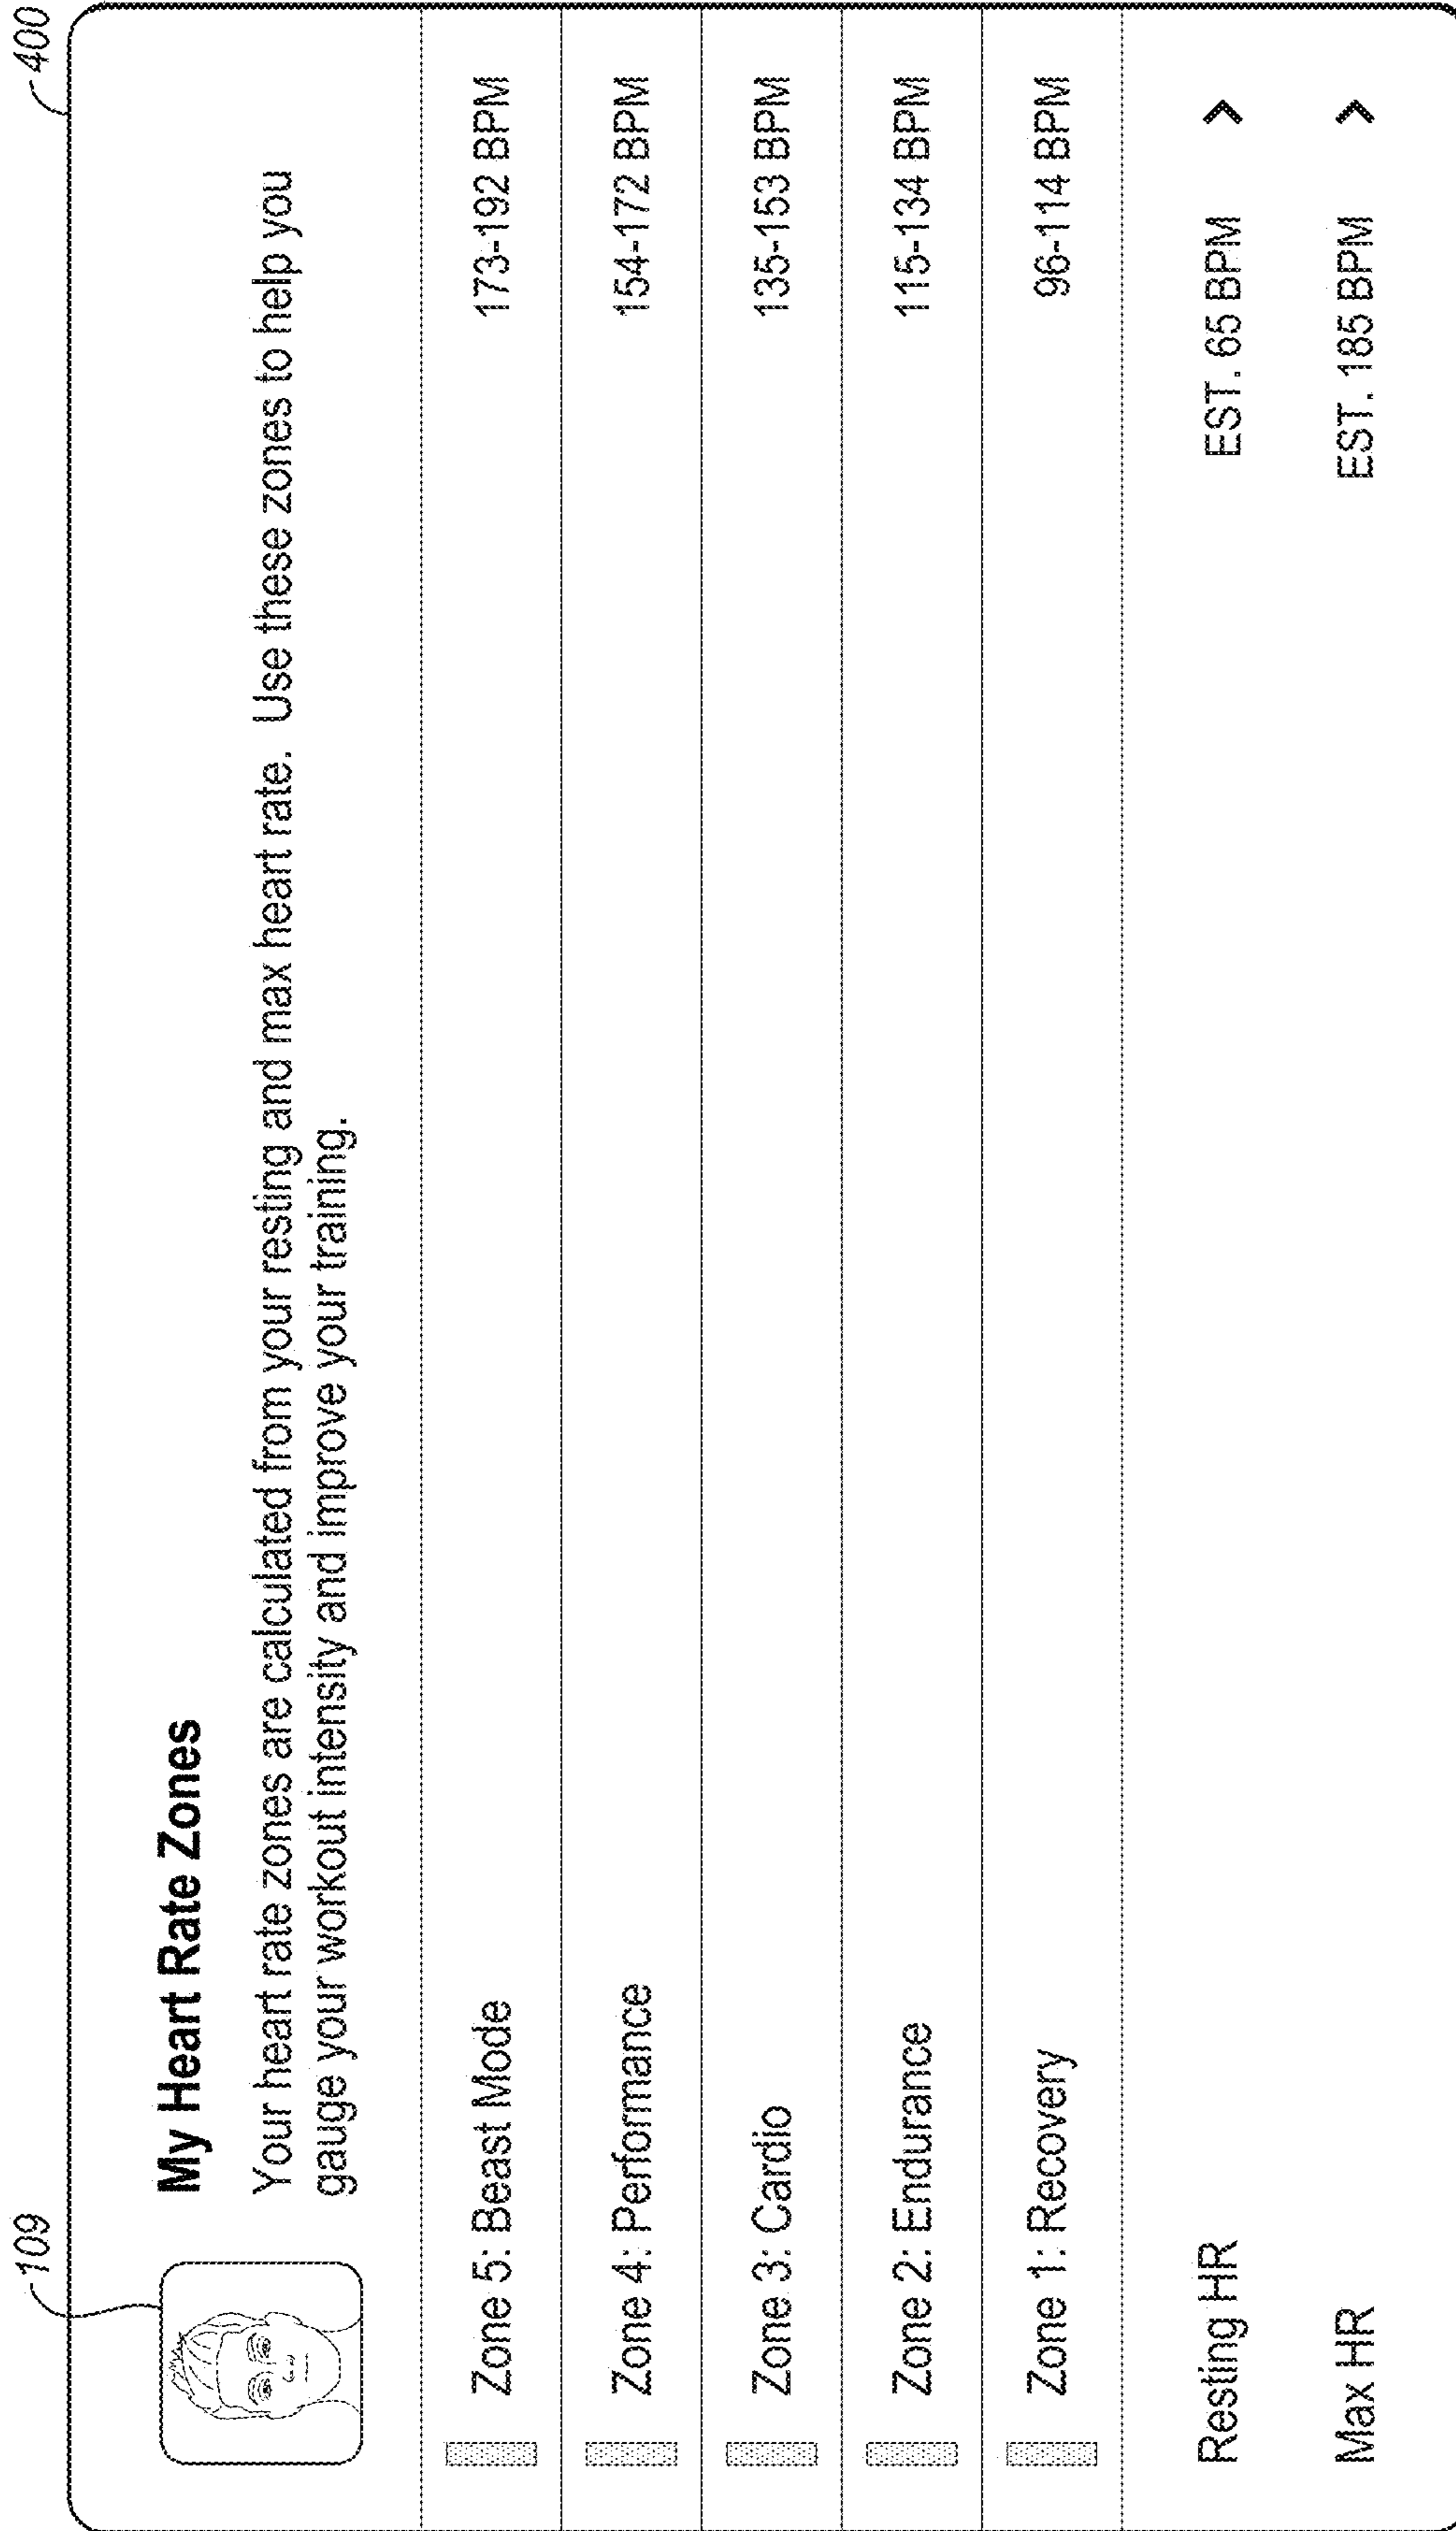 400
109
My Heart Rate Zones
Your heart rate zones are calculated from your resting and max heart rate. Use these zones to help you
gauge your workout intensity and improve your training.
Zone 5: Beast Mode 173-192 BPM
Zone 4: Performance 154-172 BPM
Zone 3: Cardio 135-153 BPM
Zone 2: Endurance 115-134 BPM
Zone 1: Recovery 96-114 BPM
Resting HR EST. 65 BPM >
Max HR EST. 185 BPM >